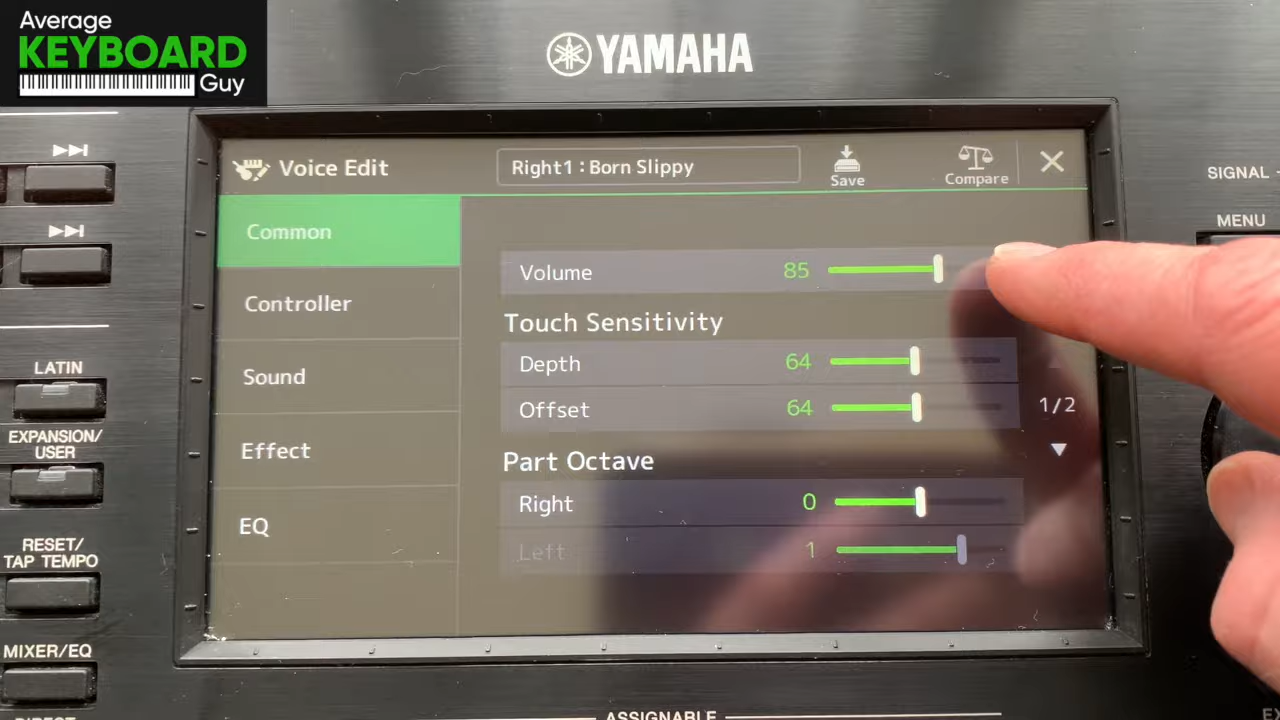 Average
KEYBOARD
Guy
YAMAHA
Voice Edit
Right1 : Born Slippy
Save
Compare
Common
Controller
Sound
Effect
EQ
Volume 85
Touch Sensitivity
Depth 64
Offset 64
1/2
Part Octave
Right 0
Left 1
LATIN
EXPANSION/
USER
RESET/
TAP TEMPO
MIXER/EQ
SIGNAL
MENU
ASSIGNABLE